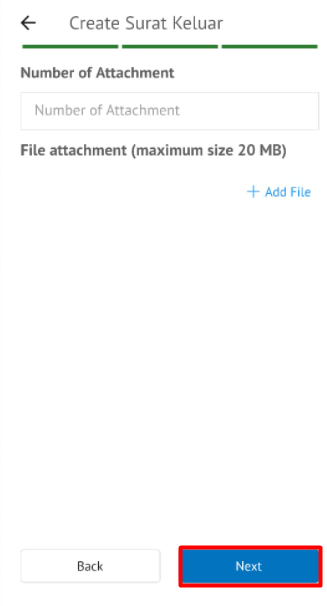 Create Surat Keluar
Number of Attachment
Number of Attachment
File attachment (maximum size 20 MB)
+ Add File
Back
Next